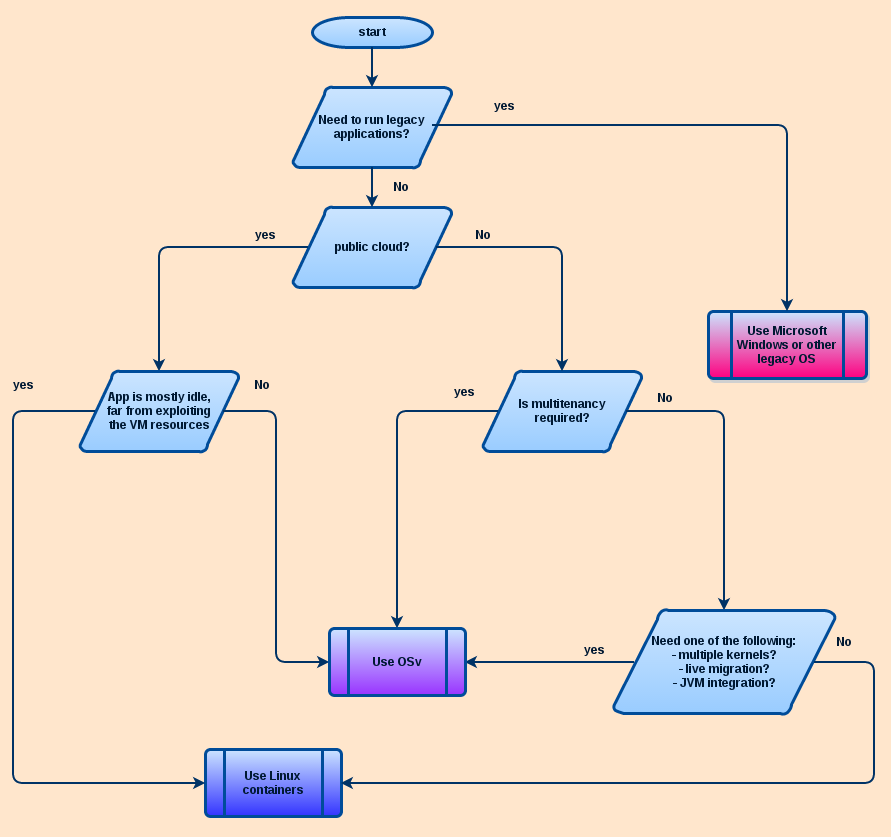 start
Need to run legacy
applications?
yes
No
public cloud?
yes
No
Use Microsoft
Windows or other
legacy OS
yes
App is mostly idle,
far from exploiting
the VM resources
No
yes
Is multitenancy
required?
No
Use OSv
yes
Need one of the following:
- multiple kernels?
- live migration?
- JVM integration?
No
Use Linux
containers